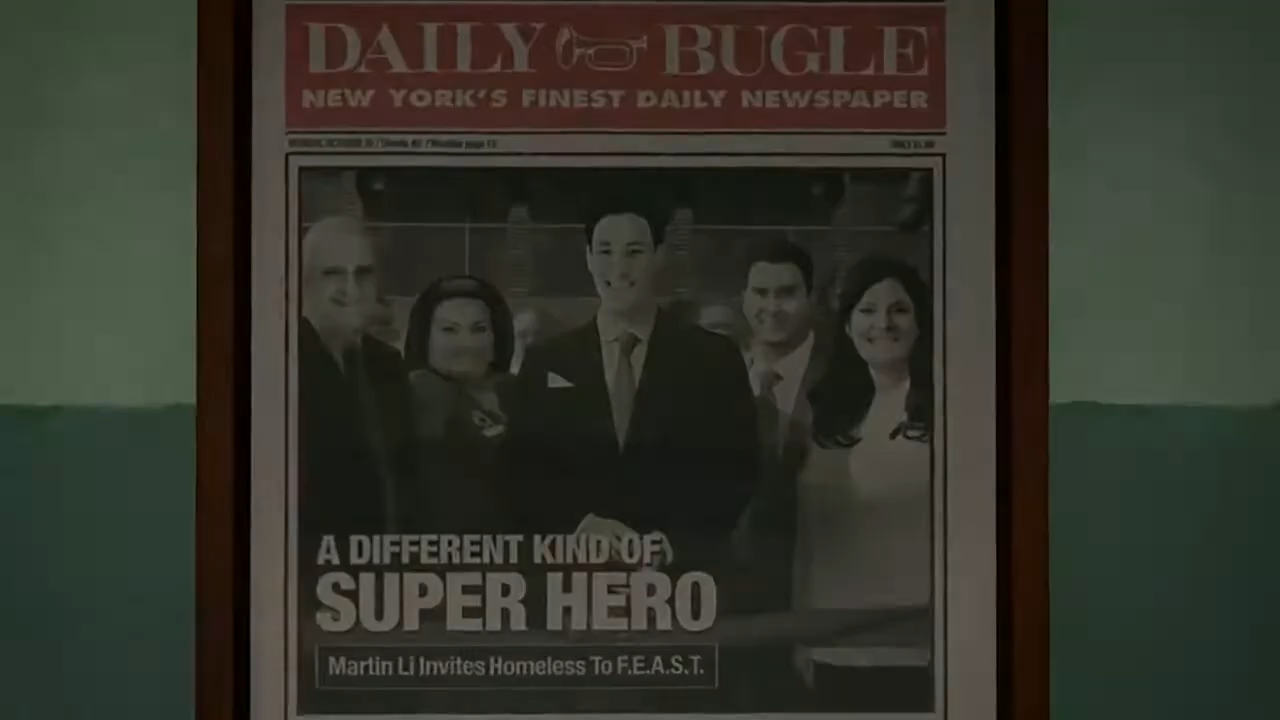 DAILY BUGLE
NEW YORK'S FINEST DAILY NEWSPAPER
A DIFFERENT KIND OF
SUPER HERO
Martin Li Invites Homeless To F.E.A.S.T.